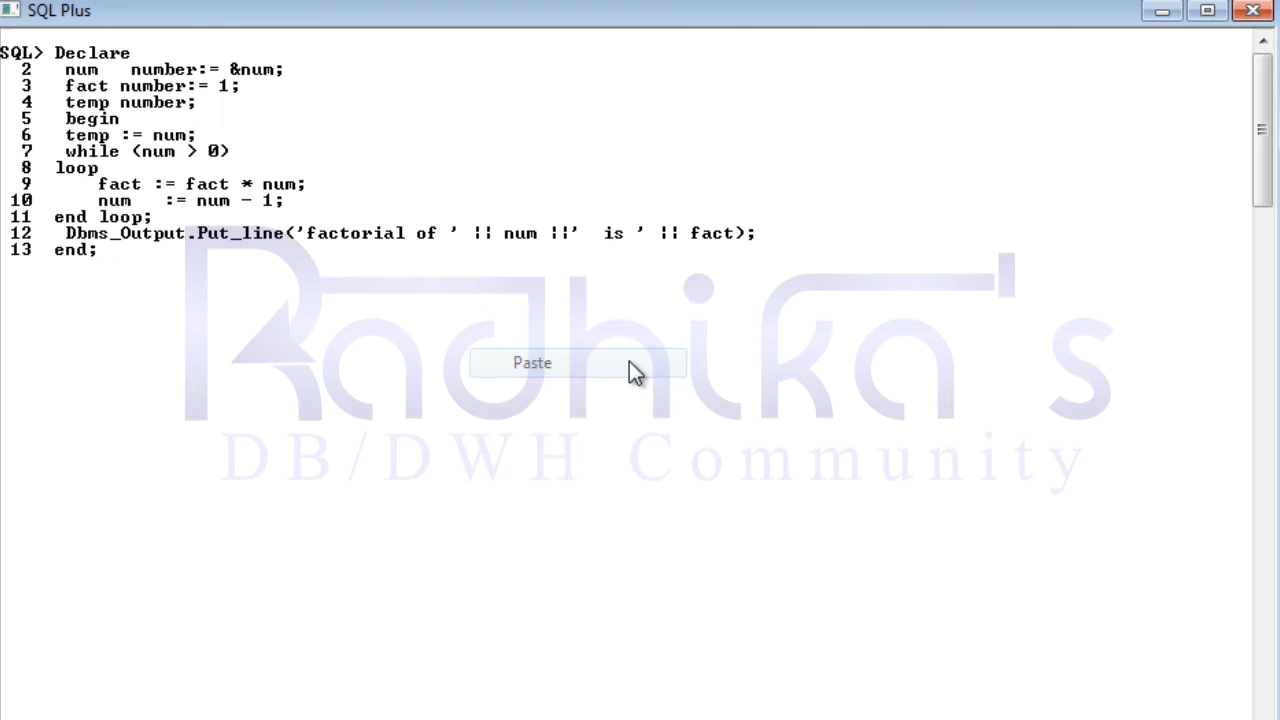 SQL Plus
SQL> Declare
2 num number:= &num;
3 fact number:= 1;
4 temp number;
5 begin
6 temp := num;
7 while (num > 0)
8 loop
9 fact := fact * num;
10 num := num - 1;
11 end loop;
12 Dbms_Output.Put_line('factorial of ' || num ||' is ' || fact);
13 end;
Radhika's
Paste
DB/DWH Community